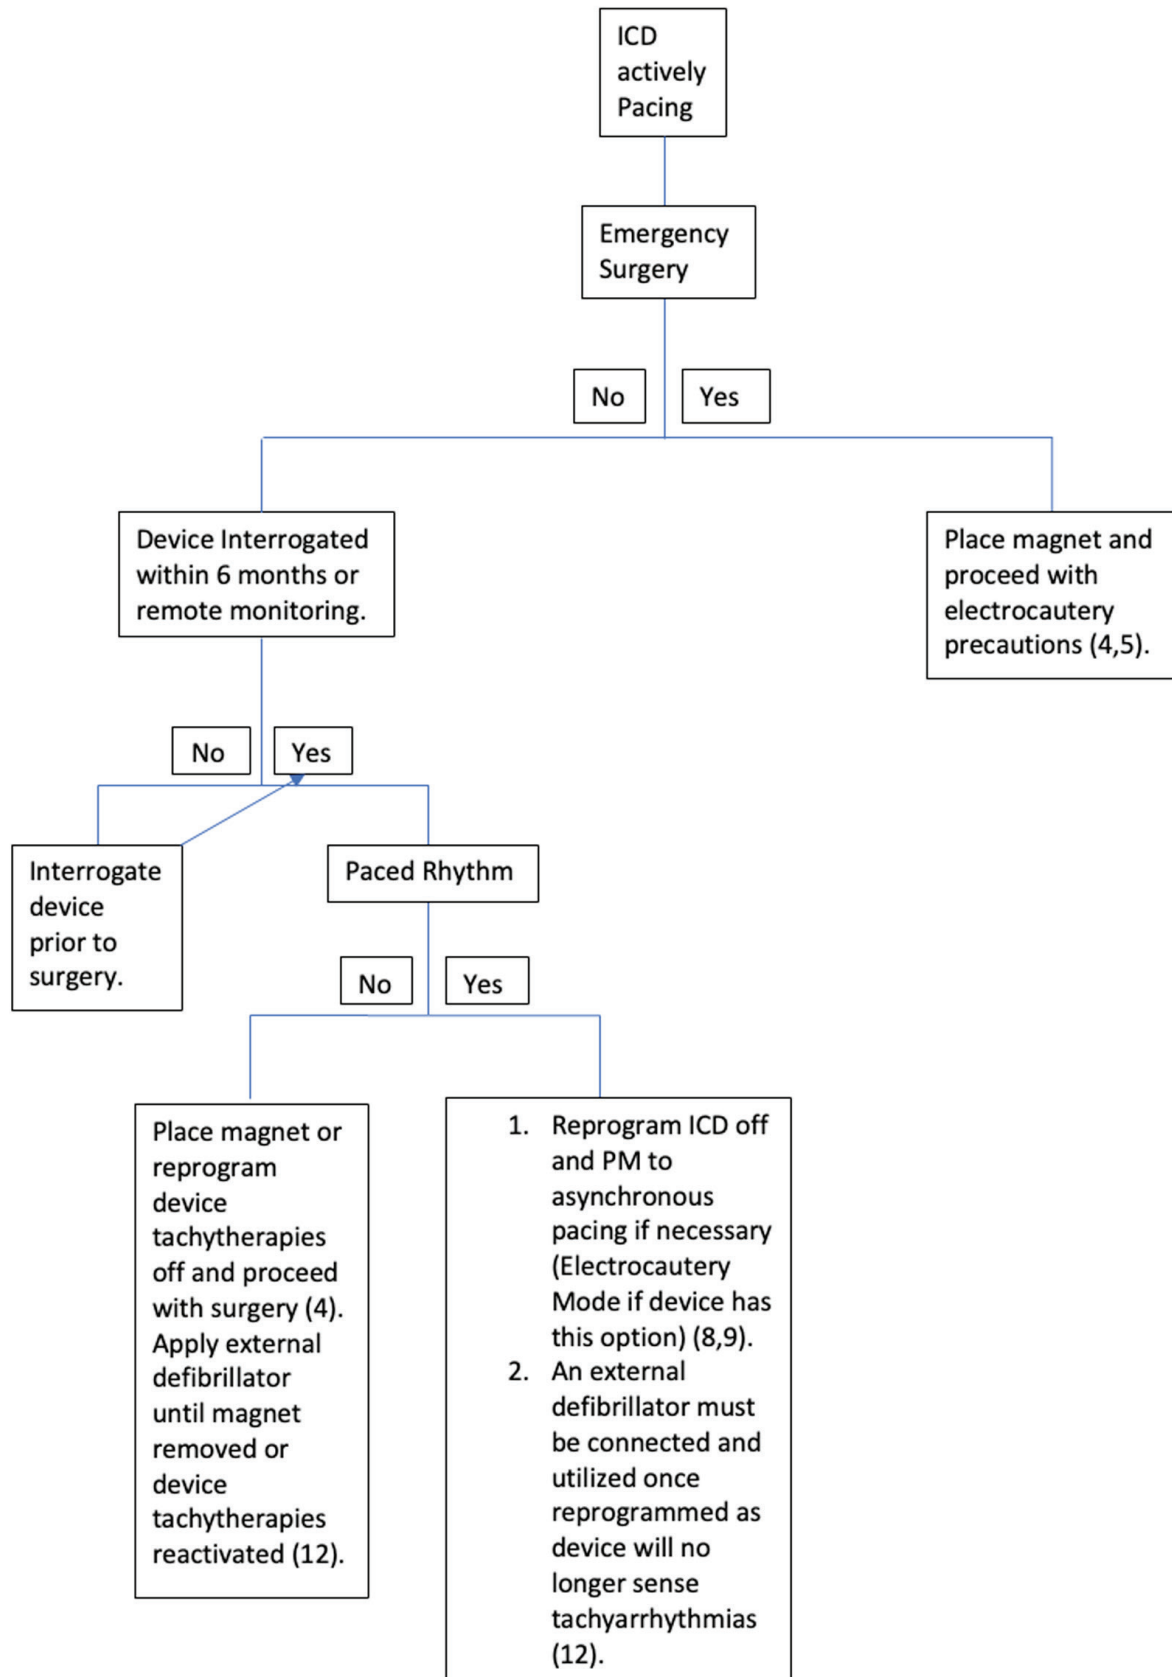 ICD
actively
Pacing
Emergency
Surgery
No
Yes
Device Interrogated
within 6 months or
remote monitoring.
Place magnet and
proceed with
electrocautery
precautions (4,5).
No
Yes
Interrogate
device
prior to
surgery.
Paced Rhythm
No
Yes
Place magnet or
reprogram
device
tachytherapies
off and proceed
with surgery (4).
Apply external
defibrillator
until magnet
removed or
device
tachytherapies
reactivated (12).
1. Reprogram ICD off
and PM to
asynchronous
pacing if necessary
(Electrocautery
Mode if device has
this option) (8,9).
2. An external
defibrillator must
be connected and
utilized once
reprogrammed as
device will no
longer sense
tachyarrhythmias
(12).